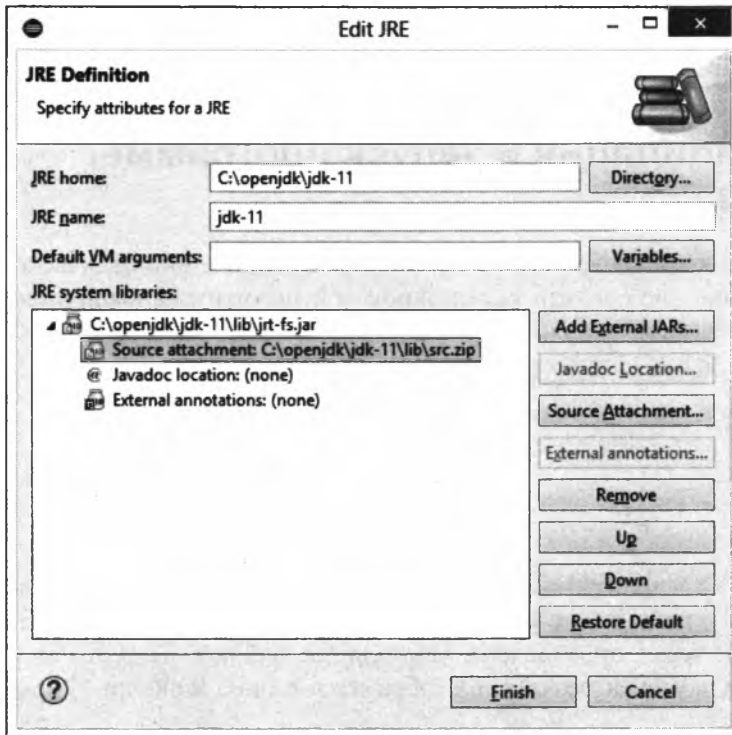 Edit JRE
JRE Definition
Specify attributes for a JRE
JRE home: C:\openjdk\jdk-11 Directory...
JRE name: jdk-11
Default VM arguments: Variables...
JRE system libraries:
C:\openjdk\jdk-11\lib\jrt-fs.jar
Source attachment: C:\openjdk\jdk-11\lib\src.zip
Javadoc location: (none)
External annotations: (none)
Add External JARs...
Javadoc Location...
Source Attachment...
External annotations...
Remove
Up
Down
Restore Default
Finish Cancel